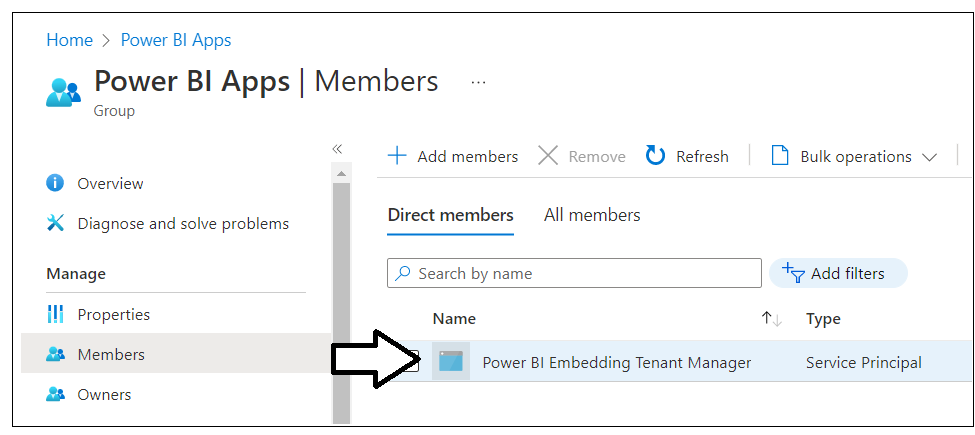 Home > Power BI Apps
Power BI Apps | Members ...
Group
«
Add members Remove Refresh Bulk operations
Overview
Diagnose and solve problems
Manage
Properties
Members
Owners
Direct members All members
Search by name Add filters
Name ↑↓ Type
Power BI Embedding Tenant Manager Service Principal